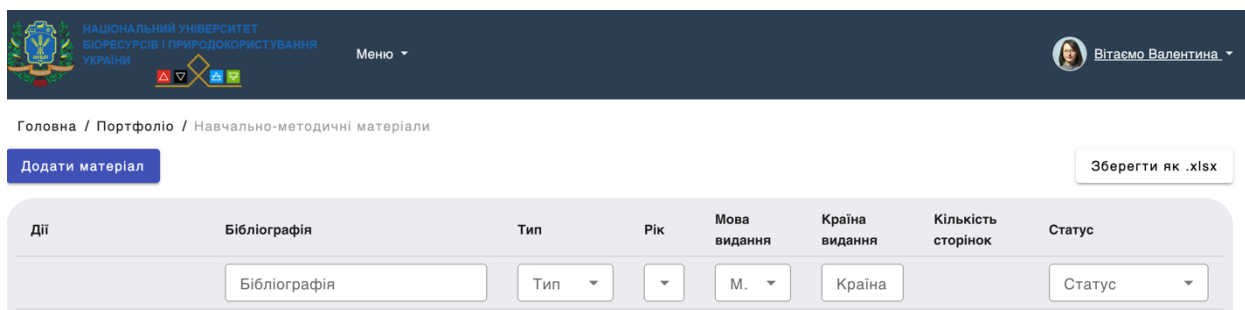 НАЦІОНАЛЬНИЙ УНІВЕРСИТЕТ
БІОРЕСУРСІВ І ПРИРОДОКОРИСТУВАННЯ
УКРАЇНИ
Меню
Вітаємо Валентина
Головна / Портфоліо / Навчально-методичні матеріали
Додати матеріал
Зберегти як .xlsx
Дії
Бібліографія
Тип
Рік
Мова
видання
Країна
видання
Кількість
сторінок
Статус
Бібліографія
Тип
М.
Країна
Статус